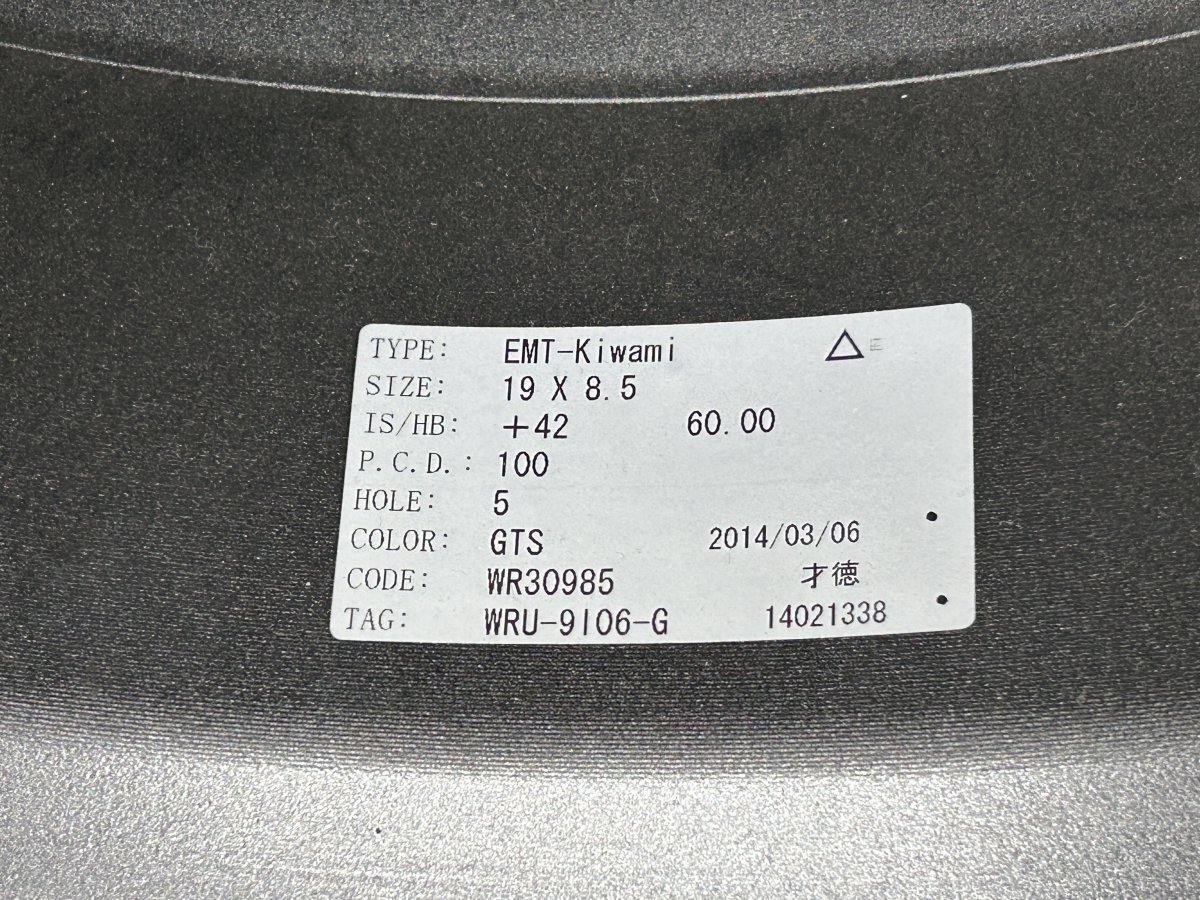 TYPE: EMT-Kiwami △ E
SIZE: 19 X 8.5
IS/HB: +42 60.00
P.C.D.: 100
HOLE: 5
COLOR: GTS 2014/03/06
CODE: WR30985 才徳
TAG: WRU-9I06-G 14021338